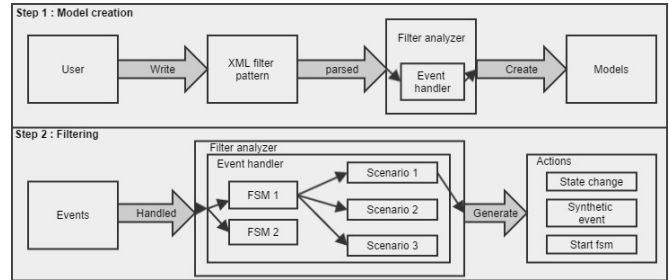 Step 1 : Model creation
User
Write
XML filter
pattern
parsed
Filter analyzer
Event
handler
Create
Models
Step 2 : Filtering
Events
Handled
Filter analyzer
Event handler
FSM 1
FSM 2
Scenario 1
Scenario 2
Scenario 3
Generate
Actions
State change
Synthetic
event
Start fsm